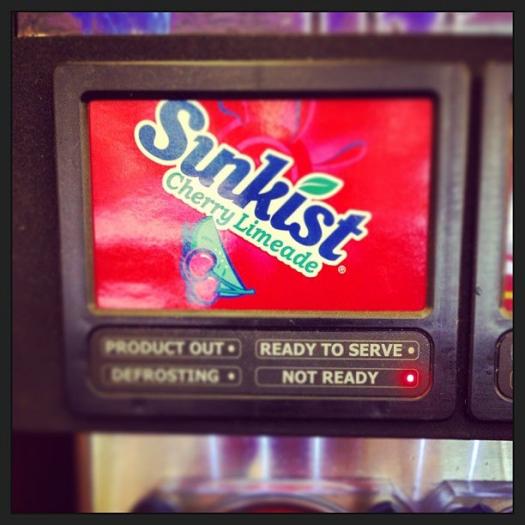 Sunkist
Cherry Limeade
®
PRODUCT OUT
READY TO SERVE
DEFROSTING
NOT READY